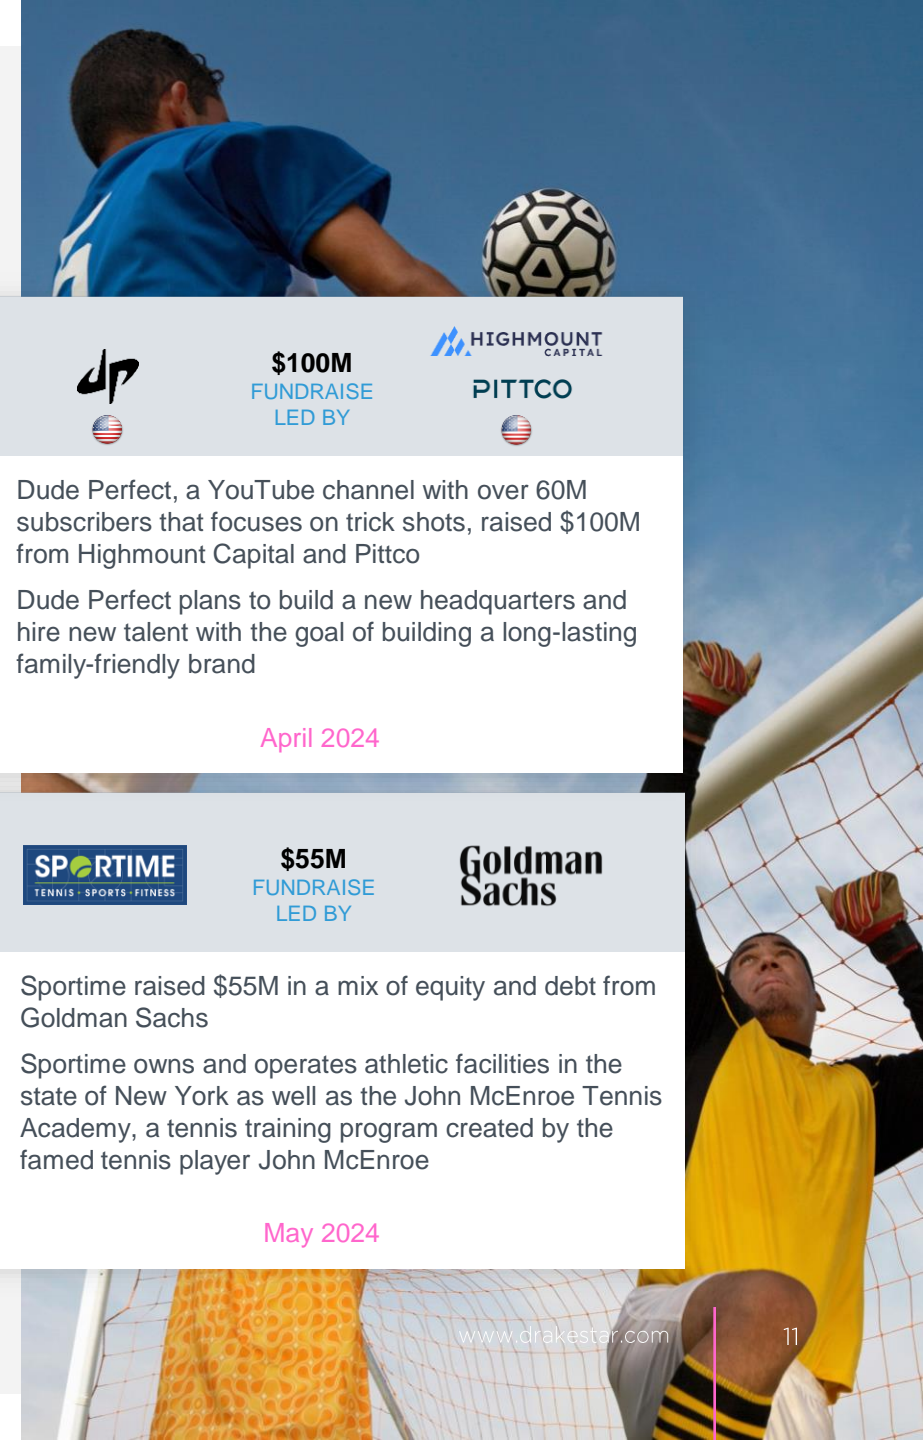 HIGHMOUNT
CAPITAL
PITTCO
dp
$100M
FUNDRAISE
LED BY
Dude Perfect, a YouTube channel with over 60M
subscribers that focuses on trick shots, raised $100M
from Highmount Capital and Pittco
Dude Perfect plans to build a new headquarters and
hire new talent with the goal of building a long-lasting
family-friendly brand
April 2024
SPORTIME
TENNIS · SPORTS · FITNESS
$55M
FUNDRAISE
LED BY
Goldman
Sachs
Sportime raised $55M in a mix of equity and debt from
Goldman Sachs
Sportime owns and operates athletic facilities in the
state of New York as well as the John McEnroe Tennis
Academy, a tennis training program created by the
famed tennis player John McEnroe
May 2024
www.drakestar.com
11